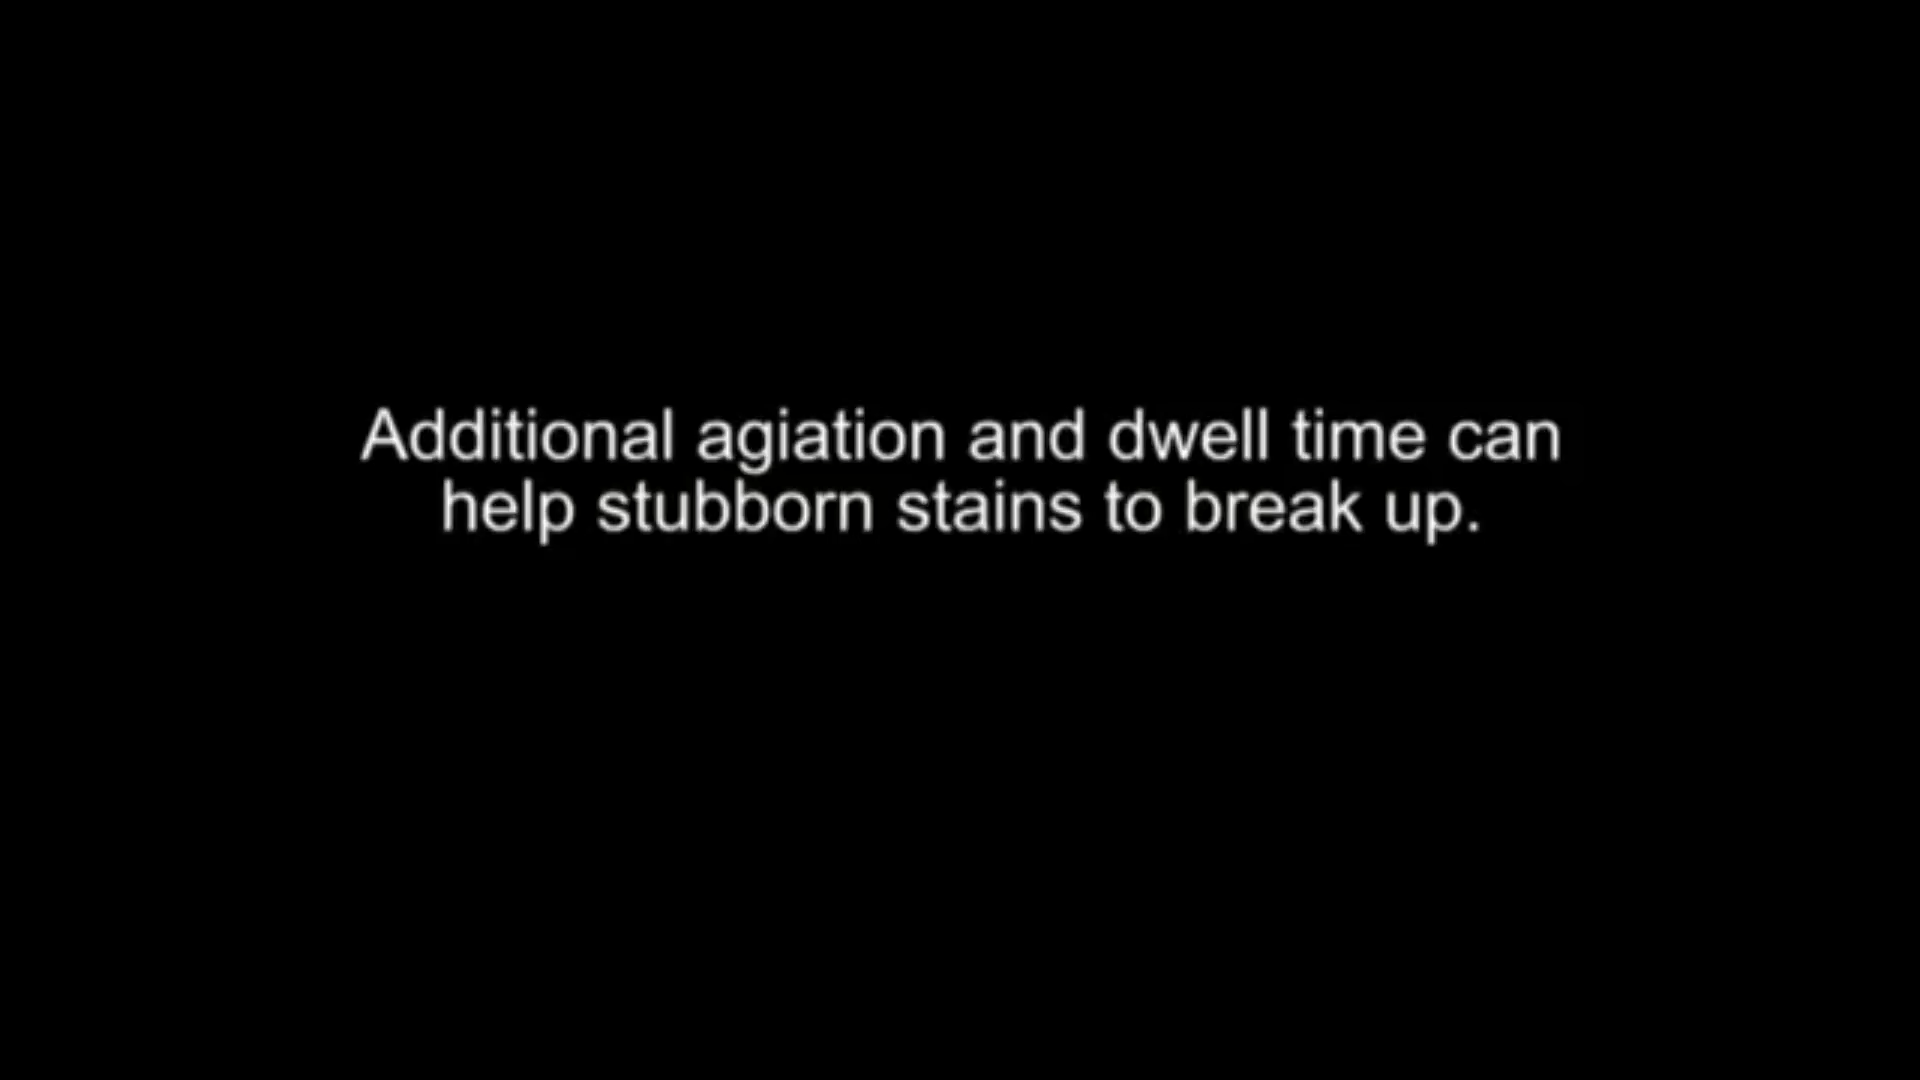 Additional agiation and dwell time can
help stubborn stains to break up.